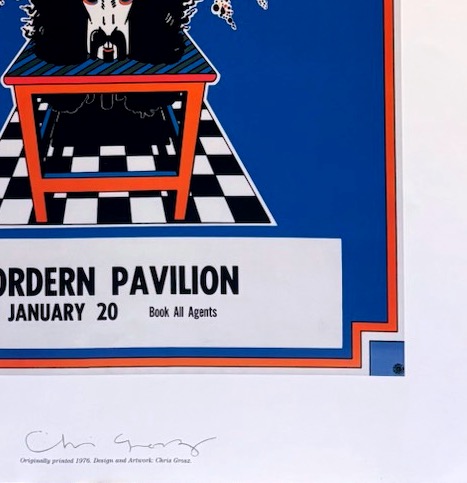 ORDERN PAVILION
JANUARY 20 Book All Agents
Chris Grosz
Originally printed 1976. Design and Artwork: Chris Grosz.